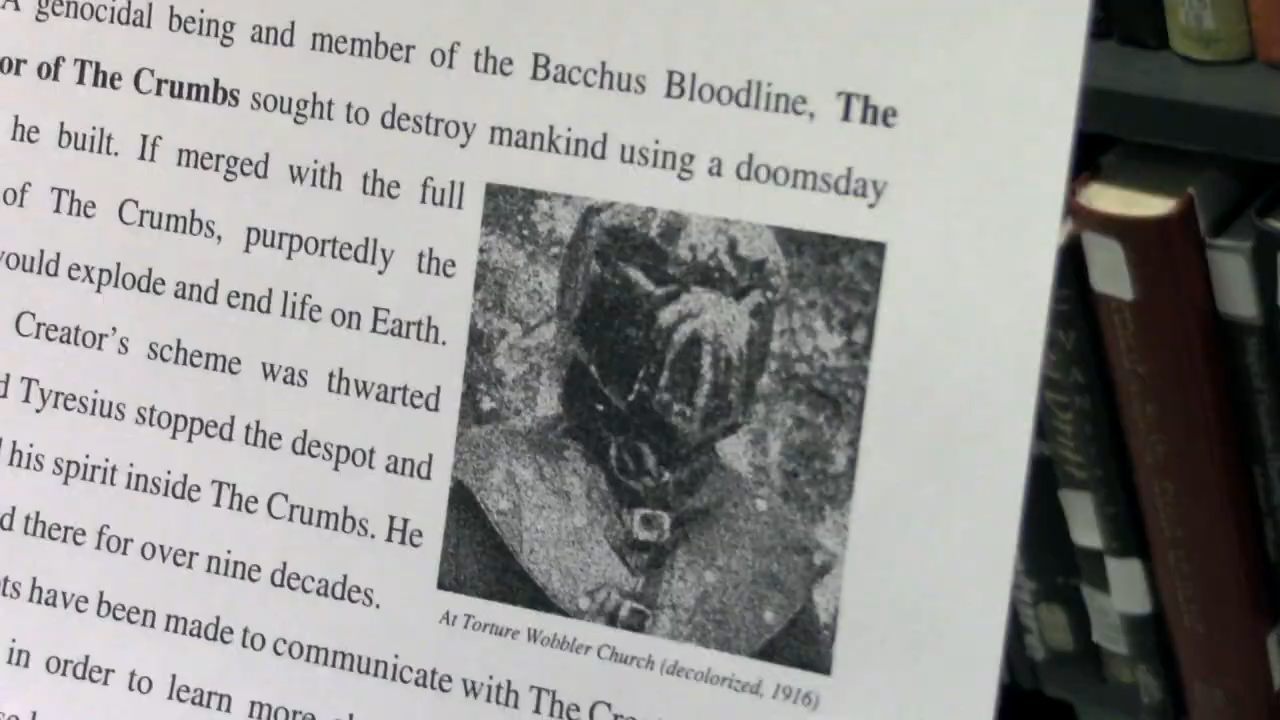 A genocidal being and member of the Bacchus Bloodline, The
or of The Crumbs sought to destroy mankind using a doomsday
he built. If merged with the full
of The Crumbs, purportedly the
would explode and end life on Earth.
Creator's scheme was thwarted
d Tyresius stopped the despot and
his spirit inside The Crumbs. He
d there for over nine decades.
ts have been made to communicate with The Cre
in order to learn more
At Torture Wobbler Church (decolorized, 1916)